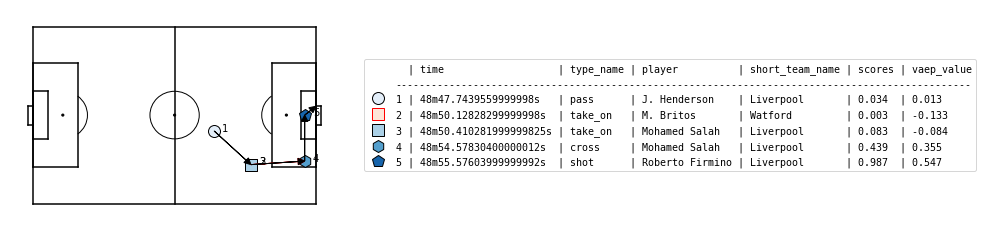 | time | type_name | player | short_team_name | scores | vaep_value
--------------------------------------------------------------------------------------------
1 | 48m47.7439559999998s | pass | J. Henderson | Liverpool | 0.034 | 0.013
2 | 48m50.128282999999998s | take_on | M. Britos | Watford | 0.003 | -0.133
3 | 48m50.410281999999825s | take_on | Mohamed Salah | Liverpool | 0.083 | -0.084
4 | 48m54.57830400000012s | cross | Mohamed Salah | Liverpool | 0.439 | 0.355
5 | 48m55.57603999999992s | shot | Roberto Firmino | Liverpool | 0.987 | 0.547
5
1
3
4